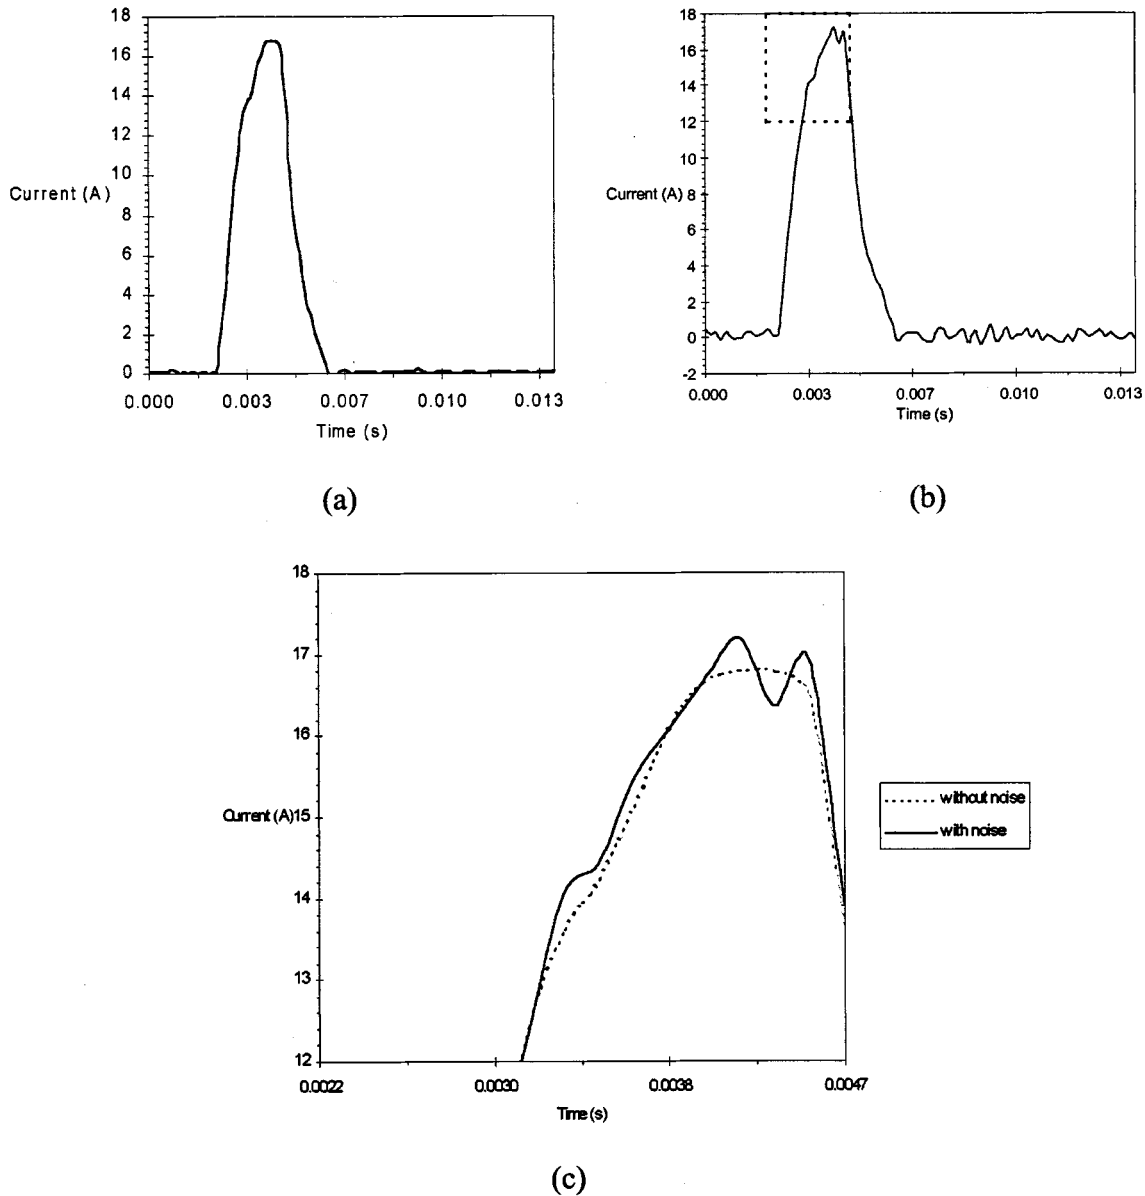 18
16
14
12
10
Current (A)
8
6
4
2
0
0.000 0.003 0.007 0.010 0.013
Time (s)
(a)
18
16
14
12
10
Current (A)
8
6
4
2
0
-2
0.000 0.003 0.007 0.010 0.013
Time (s)
(b)
18
17
16
Current (A) 15
14
13
12
0.0022 0.0030 0.0038 0.0047
Time (s)
without noise
with noise
(c)